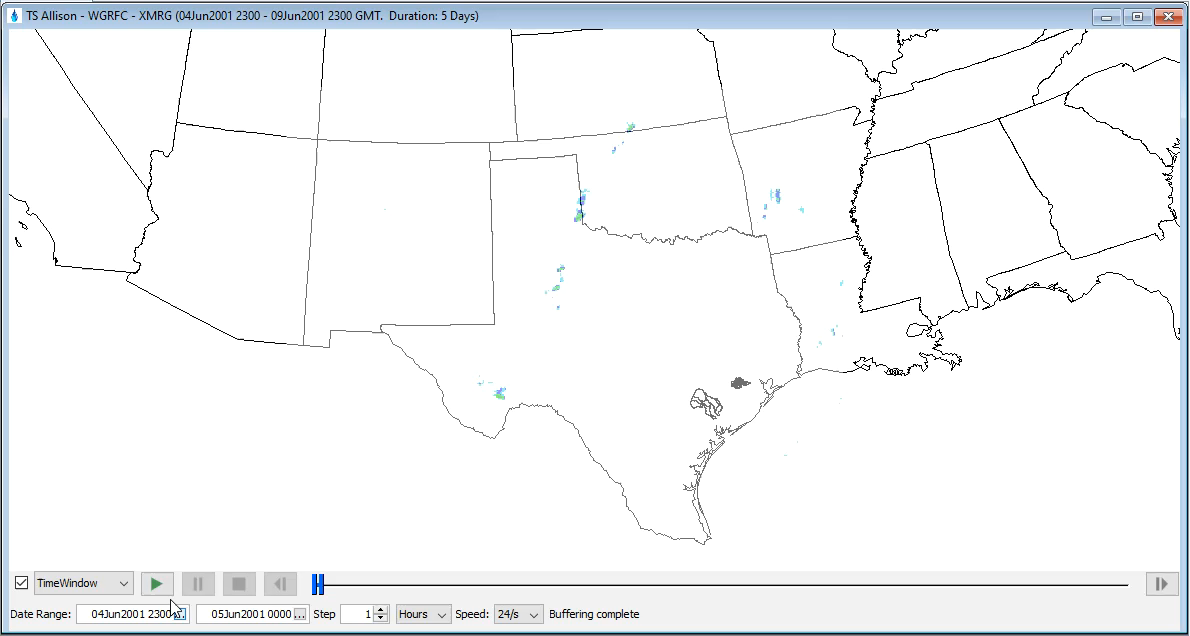 TS Allison - WGRFC - XMRG (04Jun2001 2300 - 09Jun2001 2300 GMT.  Duration: 5 Days)
TimeWindow
Date Range: 04Jun2001 2300 ... 05Jun2001 0000 ... Step 1 Hours Speed: 24/s Buffering complete